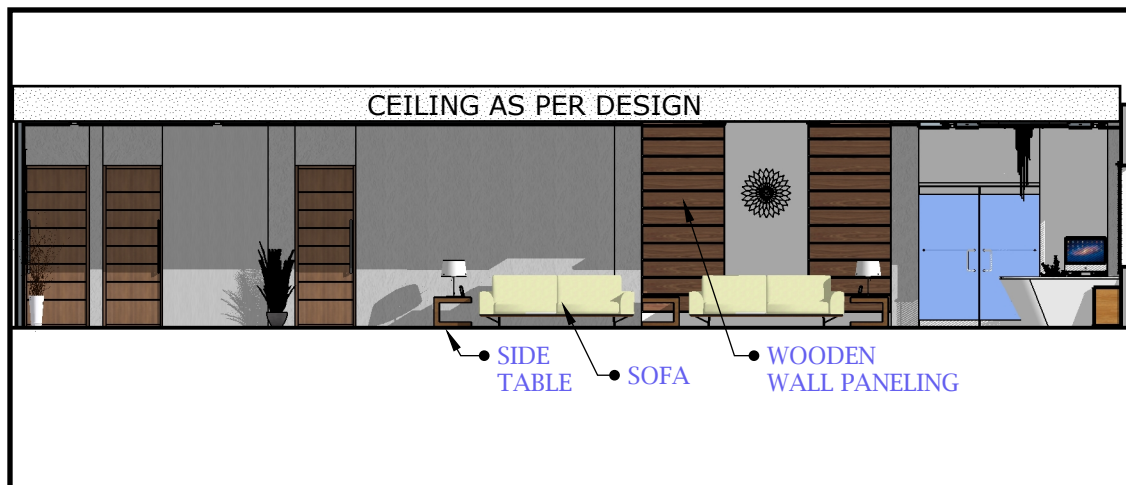 CEILING AS PER DESIGN
SIDE
TABLE
SOFA
WOODEN
WALL PANELING